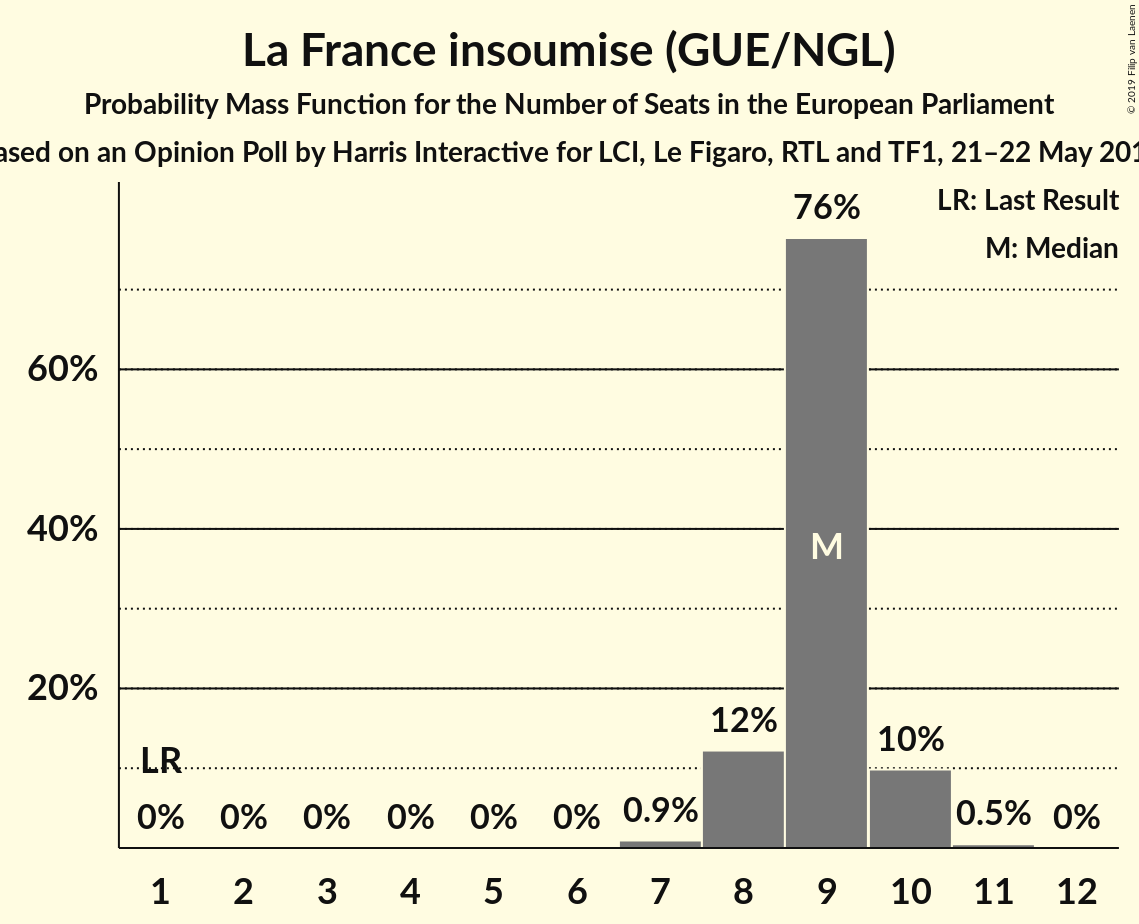 La France insoumise (GUE/NGL)
Probability Mass Function for the Number of Seats in the European Parliament
on an Opinion Poll by Harris Interactive for LCI, Le Figaro, RTL and TF1, 21–22 May
© 2019 Filip van Laenen
LR: Last Result
M: Median
76%
60%
40%
20%
M
12%
10%
LR
0% 0% 0% 0% 0% 0% 0.9% 0.5% 0%
1 2 3 4 5 6 7 8 9 10 11 12